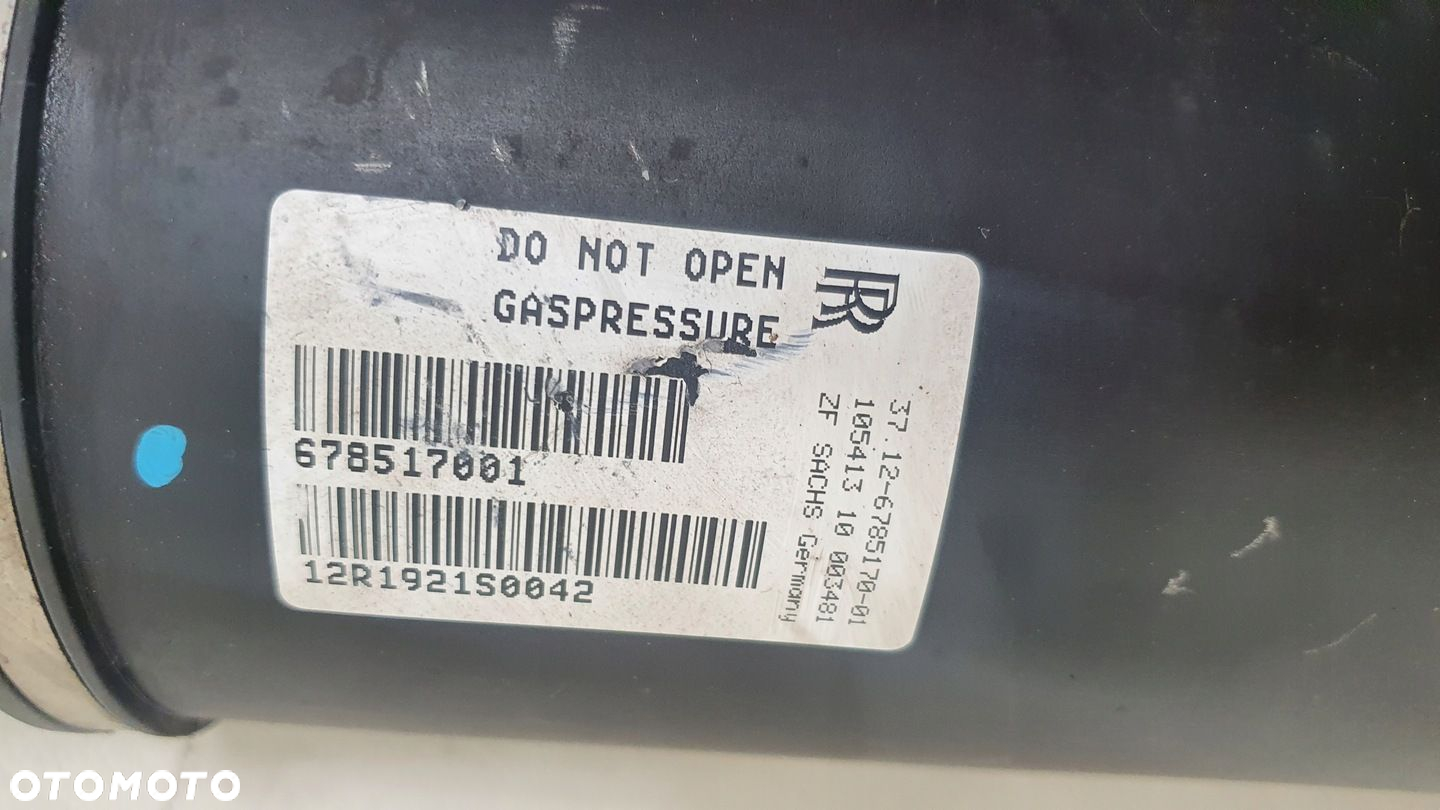 DO NOT OPEN
GASPRESSURE
RR
678517001
12R1921S0042
37.12-6785170-01
105413 10 003481
ZF SACHS Germany
OTOMOTO